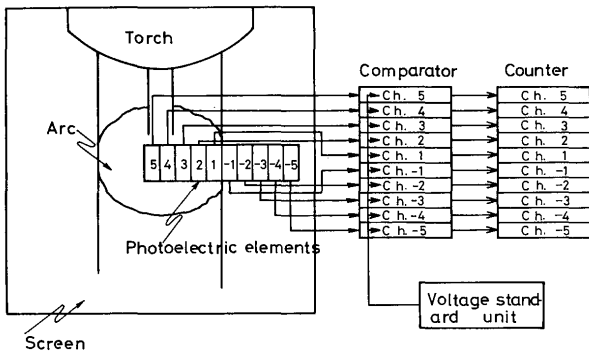 Torch
Comparator
Counter
Arc
5 4 3 2 1 -1 -2 -3 -4 -5
Ch. 5
Ch. 4
Ch. 3
Ch. 2
Ch. 1
Ch. -1
Ch. -2
Ch. -3
Ch. -4
Ch. -5
Ch. 5
Ch. 4
Ch. 3
Ch. 2
Ch. 1
Ch. -1
Ch. -2
Ch. -3
Ch. -4
Ch. -5
Photoelectric elements
Voltage stand-
ard unit
Screen